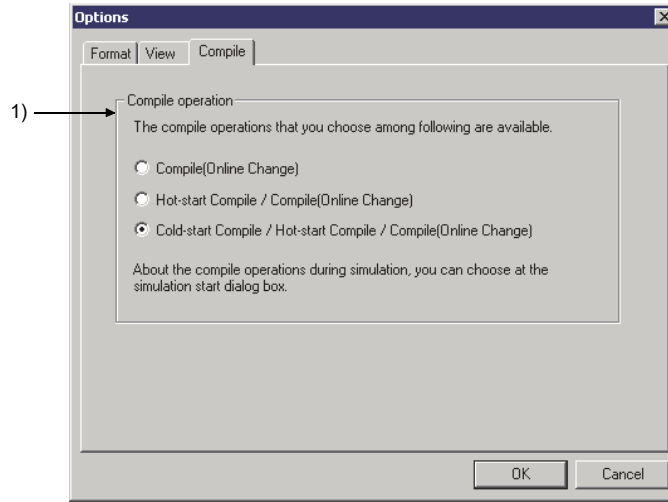 Options
Format View Compile
1)
Compile operation
The compile operations that you choose among following are available.
Compile(Online Change)
Hot-start Compile / Compile(Online Change)
Cold-start Compile / Hot-start Compile / Compile(Online Change)
About the compile operations during simulation, you can choose at the
simulation start dialog box.
OK Cancel